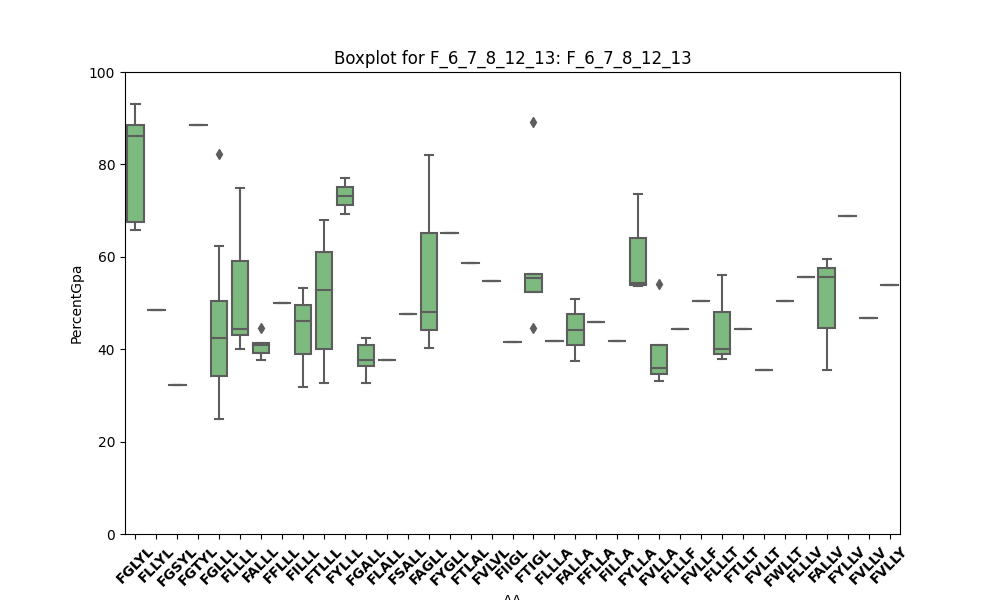 Boxplot for F_6_7_8_12_13: F_6_7_8_12_13
100
80
60
40
20
0
PercentGpa
FGLYL FLLYL FGSYL FGTYL FGLLL FLLLL FALLL FFLLL FILLL FTLLL FYLLL FGALL FLALL FSALL FAGLL FYGLL FTLAL FVLVL FIIGL FTIGL FLLLA FALLA FFLLA FILLA FYLLA FVLLA FLLLF FVLLF FLLLT FTLLT FVLLT FWLLT FLLLV FALLV FYLLV FVLLV FVLLY
AA